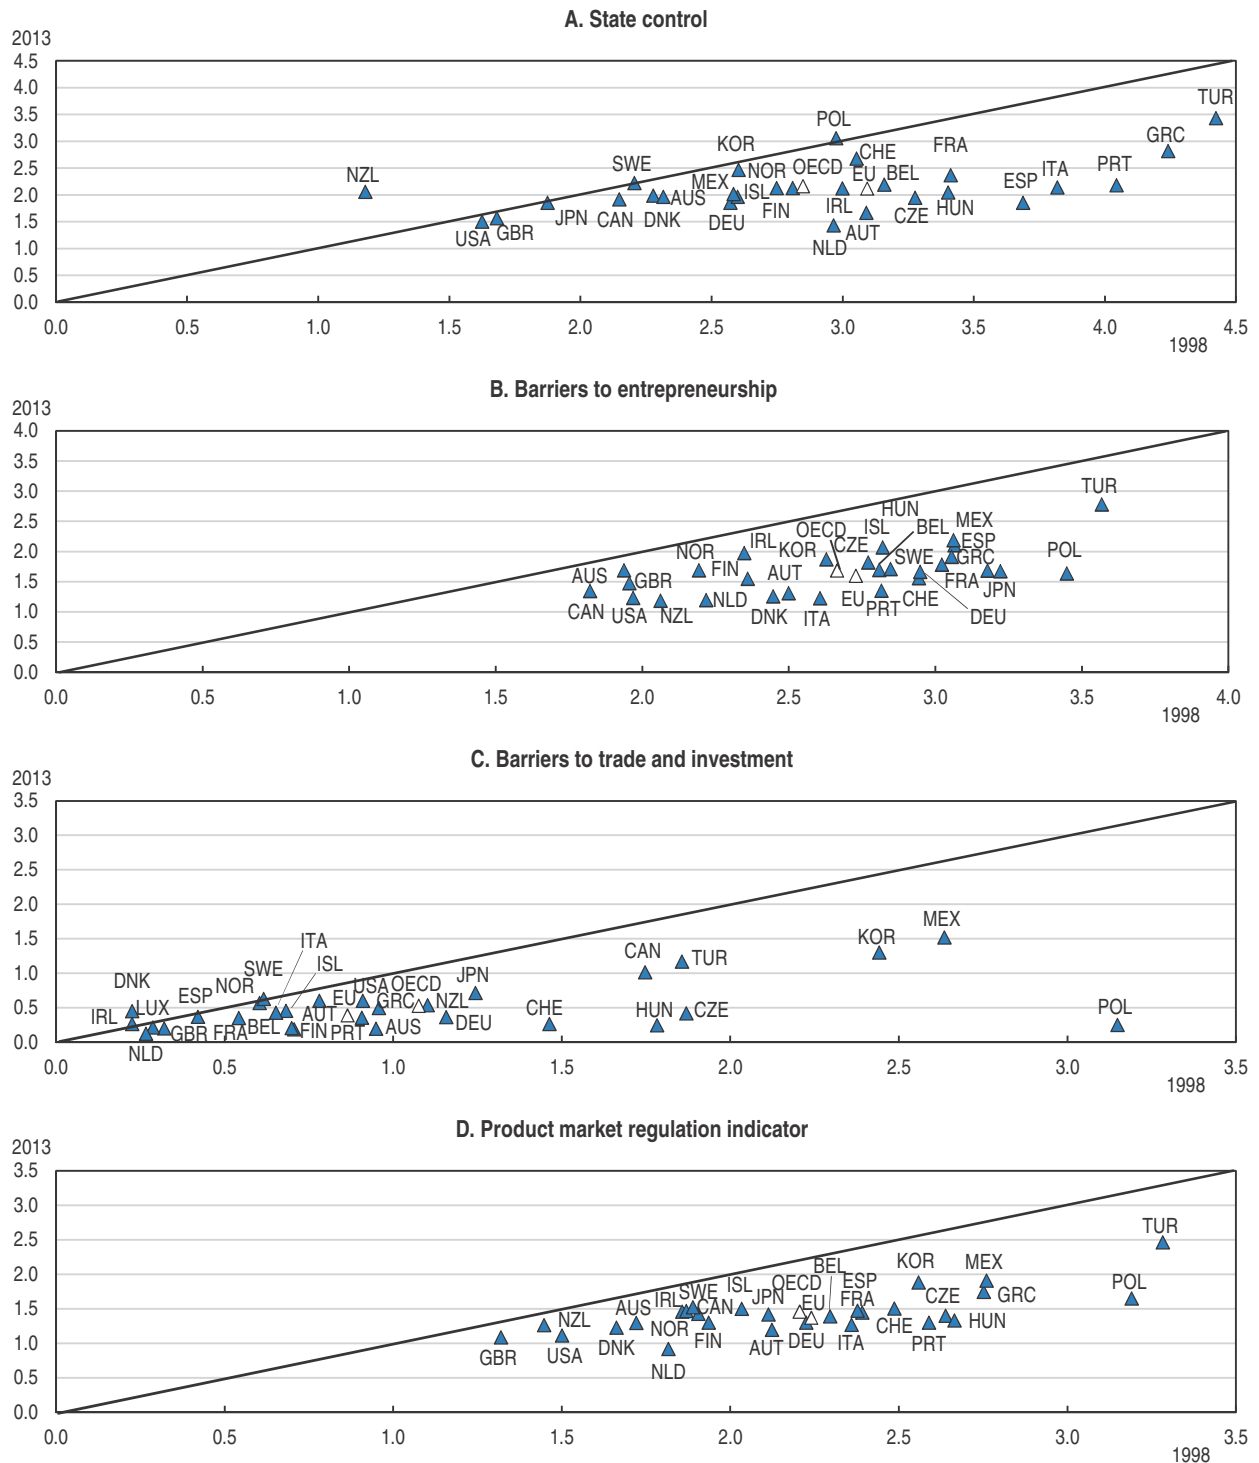 A. State control
2013
4.5
4.0
3.5
3.0
2.5
2.0
1.5
1.0
0.5
0.0
TUR
POL
GRC
KOR
CHE
FRA
SWE
NOR
OECD
ITA
PRT
NZL
MEX
ISL
EU
BEL
ESP
AUS
JPN
CAN
DNK
DEU
FIN
IRL
CZE
HUN
USA
GBR
NLD
AUT
0.0 0.5 1.0 1.5 2.0 2.5 3.0 3.5 4.0 4.5
1998
B. Barriers to entrepreneurship
2013
4.0
3.5
3.0
2.5
2.0
1.5
1.0
0.5
0.0
TUR
HUN
OECD
ISL
BEL
MEX
NOR
IRL
KOR
CZE
ESP
POL
AUS
GBR
FIN
AUT
SWE
GRC
CAN
USA
NZL
NLD
DNK
ITA
EU
PRT
CHE
FRA
JPN
DEU
0.0 0.5 1.0 1.5 2.0 2.5 3.0 3.5 4.0
1998
C. Barriers to trade and investment
2013
3.5
3.0
2.5
2.0
1.5
1.0
0.5
0.0
MEX
KOR
ITA
CAN
TUR
ISL
DNK
SWE
NOR
USA
OECD
JPN
ESP
EU
GRC
NZL
IRL
LUX
AUT
CHE
HUN
CZE
POL
GBR
FRA
BEL
FIN
PRT
AUS
DEU
NLD
0.0 0.5 1.0 1.5 2.0 2.5 3.0 3.5
1998
D. Product market regulation indicator
2013
3.5
3.0
2.5
2.0
1.5
1.0
0.5
0.0
TUR
BEL
KOR
MEX
POL
ISL
OECD
ESP
IRL
SWE
JPN
EU
FRA
CZE
GRC
NZL
AUS
CAN
GBR
USA
DNK
NOR
FIN
AUT
DEU
ITA
CHE
PRT
HUN
NLD
0.0 0.5 1.0 1.5 2.0 2.5 3.0 3.5
1998